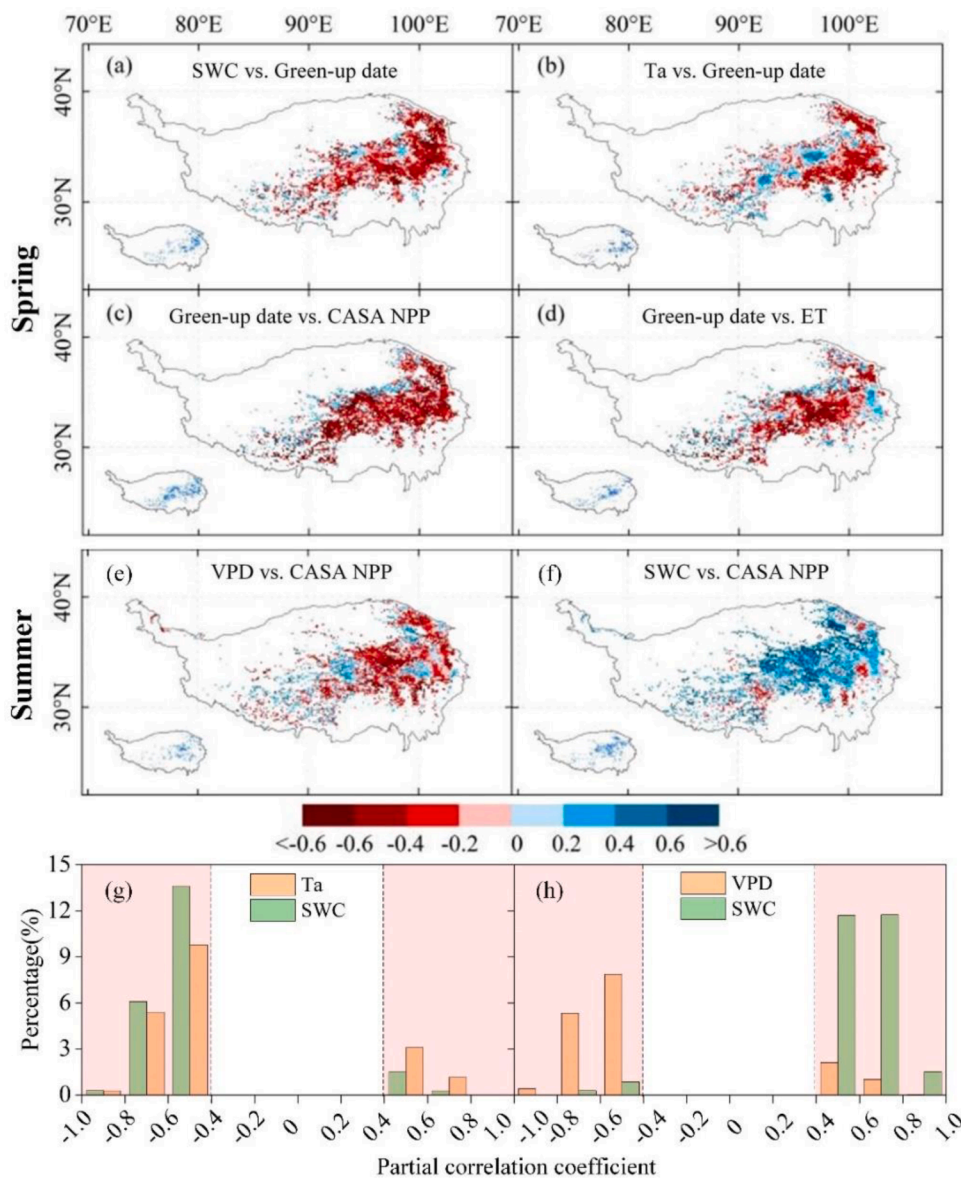 70°E 80°E 90°E 100°E 70°E 80°E 90°E 100°E
(a) SWC vs. Green-up date
(b) Ta vs. Green-up date
40°N
30°N
Spring
(c) Green-up date vs. CASA NPP
(d) Green-up date vs. ET
40°N
30°N
(e) VPD vs. CASA NPP
(f) SWC vs. CASA NPP
40°N
30°N
Summer
<-0.6 -0.6 -0.4 -0.2 0 0.2 0.4 0.6 >0.6
(g)
Ta
SWC
(h)
VPD
SWC
Percentage(%)
15
12
9
6
3
0
-1.0 -0.8 -0.6 -0.4 -0.2 0 0.2 0.4 0.6 0.8 -1.0 -0.8 -0.6 -0.4 -0.2 0 0.2 0.4 0.6 0.8 1.0
Partial correlation coefficient